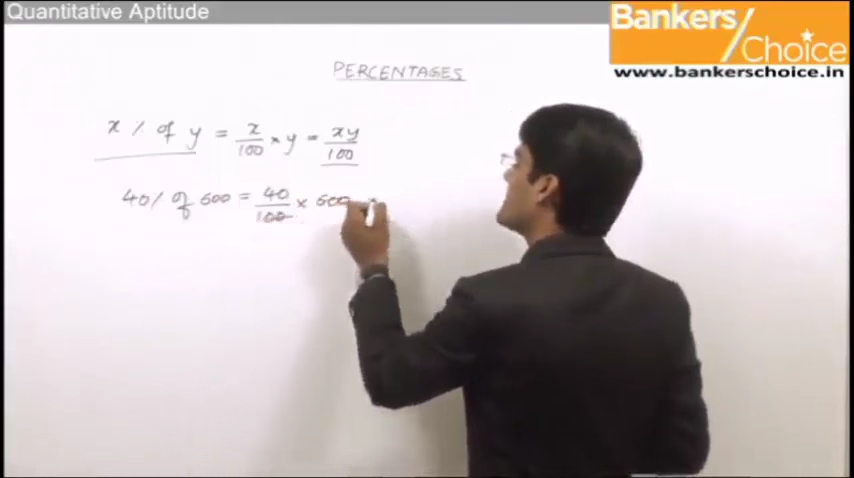 Quantitative Aptitude
Bankers/Choice
www.bankerschoice.in
PERCENTAGES
x % of y = x/100 × y = xy/100
40% of 600 = 40/100 × 600